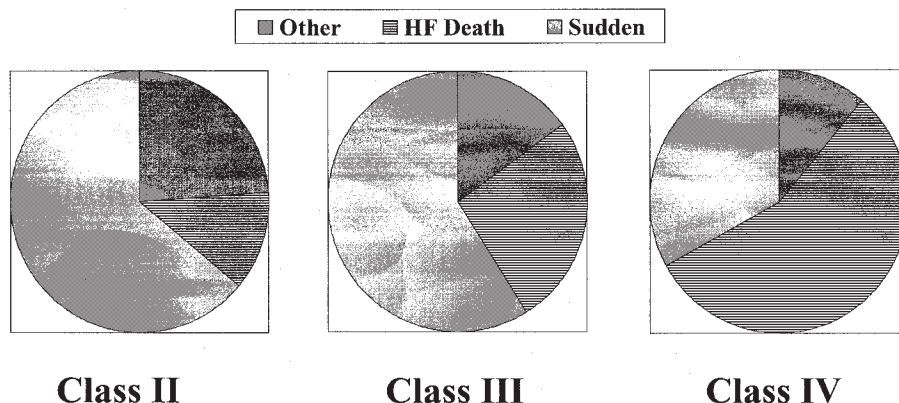 Other HF Death Sudden
Class II Class III Class IV